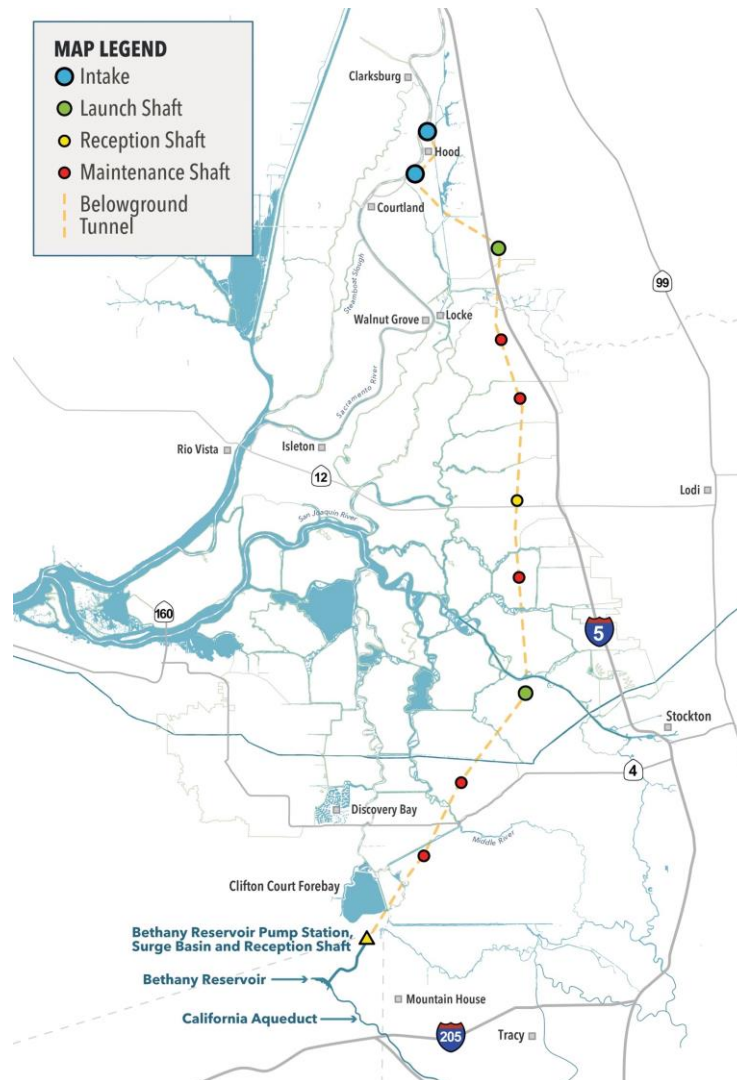 MAP LEGEND
Intake
Launch Shaft
Reception Shaft
Maintenance Shaft
Belowground
Tunnel
Clarksburg
Hood
Courtland
99
Steamboat Slough
Walnut Grove
Locke
Sacramento River
Rio Vista
Isleton
12
Lodi
San Joaquin River
160
5
Stockton
4
Discovery Bay
Middle River
Clifton Court Forebay
Bethany Reservoir Pump Station,
Surge Basin and Reception Shaft
Bethany Reservoir
Mountain House
California Aqueduct
205
Tracy